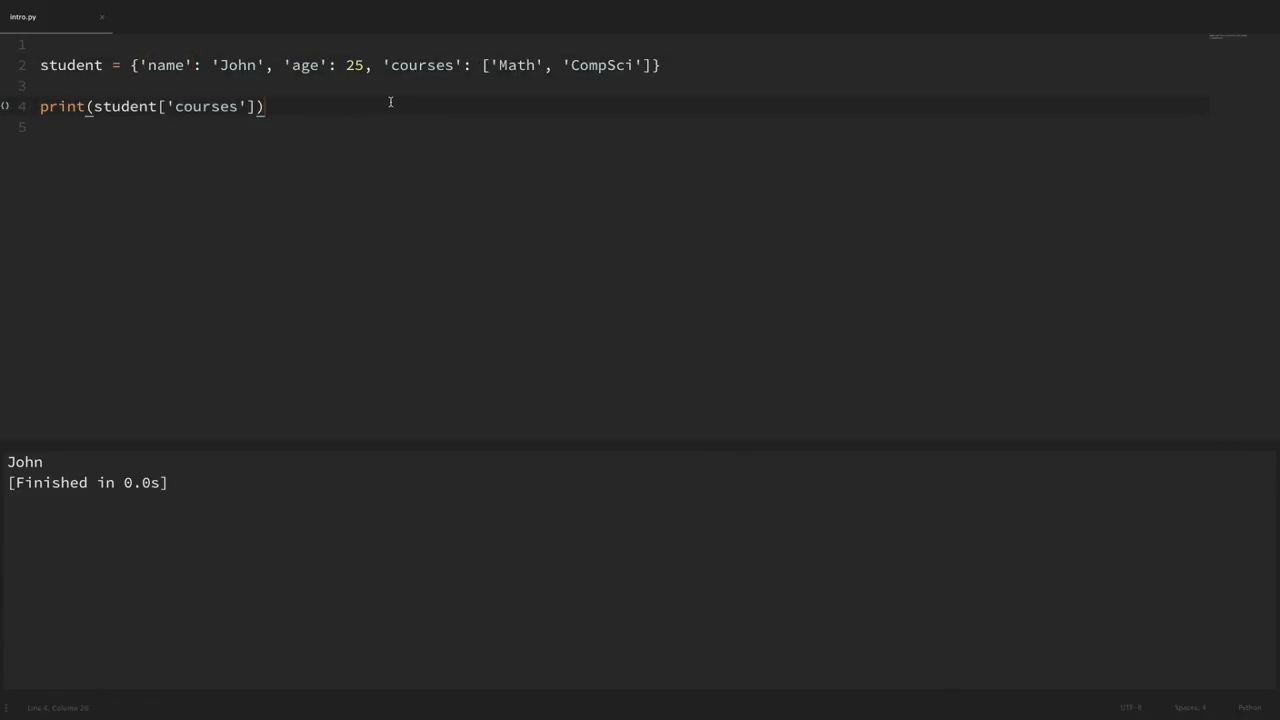 intro.py ×
1
2 student = {'name': 'John', 'age': 25, 'courses': ['Math', 'CompSci']}
3
() 4 print(student['courses'])
5
John
[Finished in 0.0s]
Line 4, Column 26 UTF-8 Spaces: 4 Python